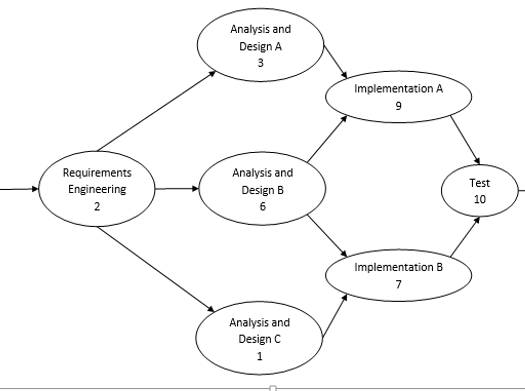 Analysis and
Design A
3
Implementation A
9
Requirements
Engineering
2
Analysis and
Design B
6
Test
10
Implementation B
7
Analysis and
Design C
1